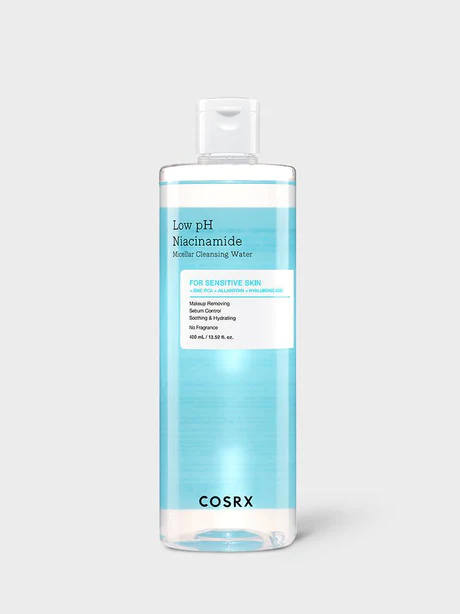 Low pH
Niacinamide
Micellar Cleansing Water
FOR SENSITIVE SKIN
+ ZINC PCA + ALLANTOIN + HYALURONIC ACID
Makeup Removing
Sebum Control
Soothing & Hydrating
No Fragrance
400 mL / 13.52 fl. oz.
COSRX